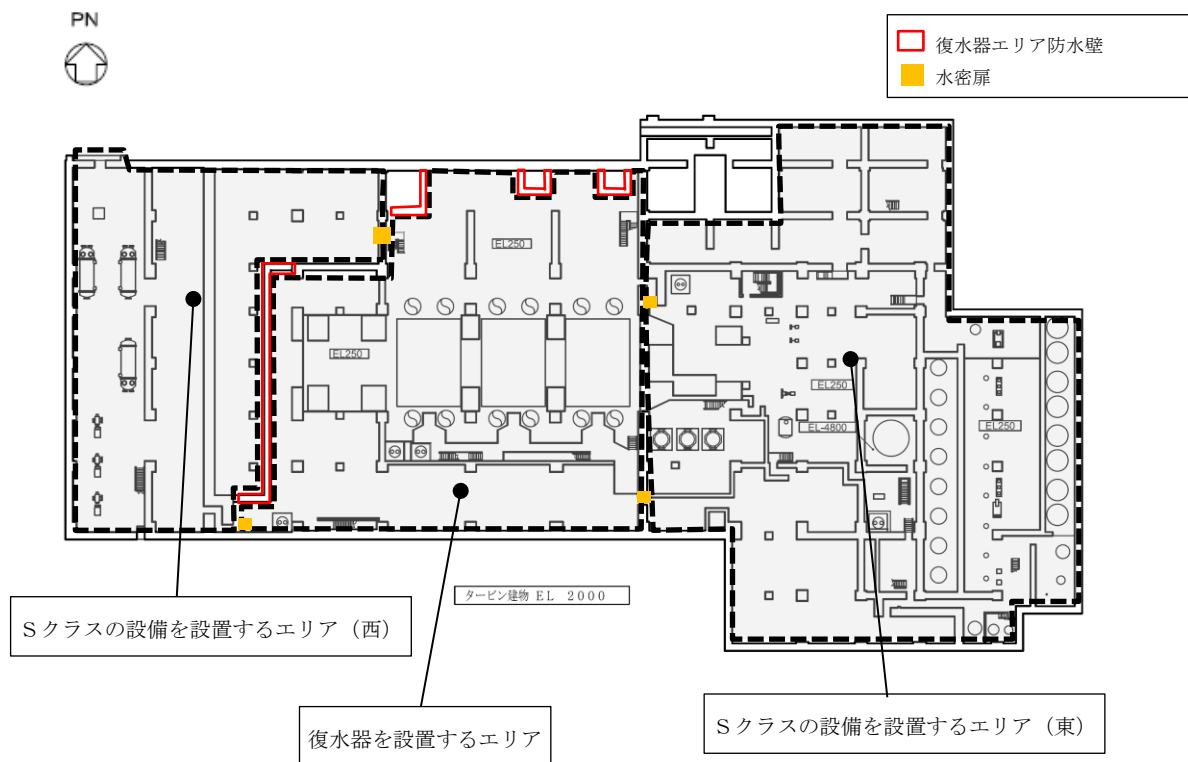 PN
復水器エリア防水壁
水密扉
EL250
EL250
EL250
EL-4800
EL250
タービン建物 EL 2000
Sクラスの設備を設置するエリア（西）
復水器を設置するエリア
Sクラスの設備を設置するエリア（東）